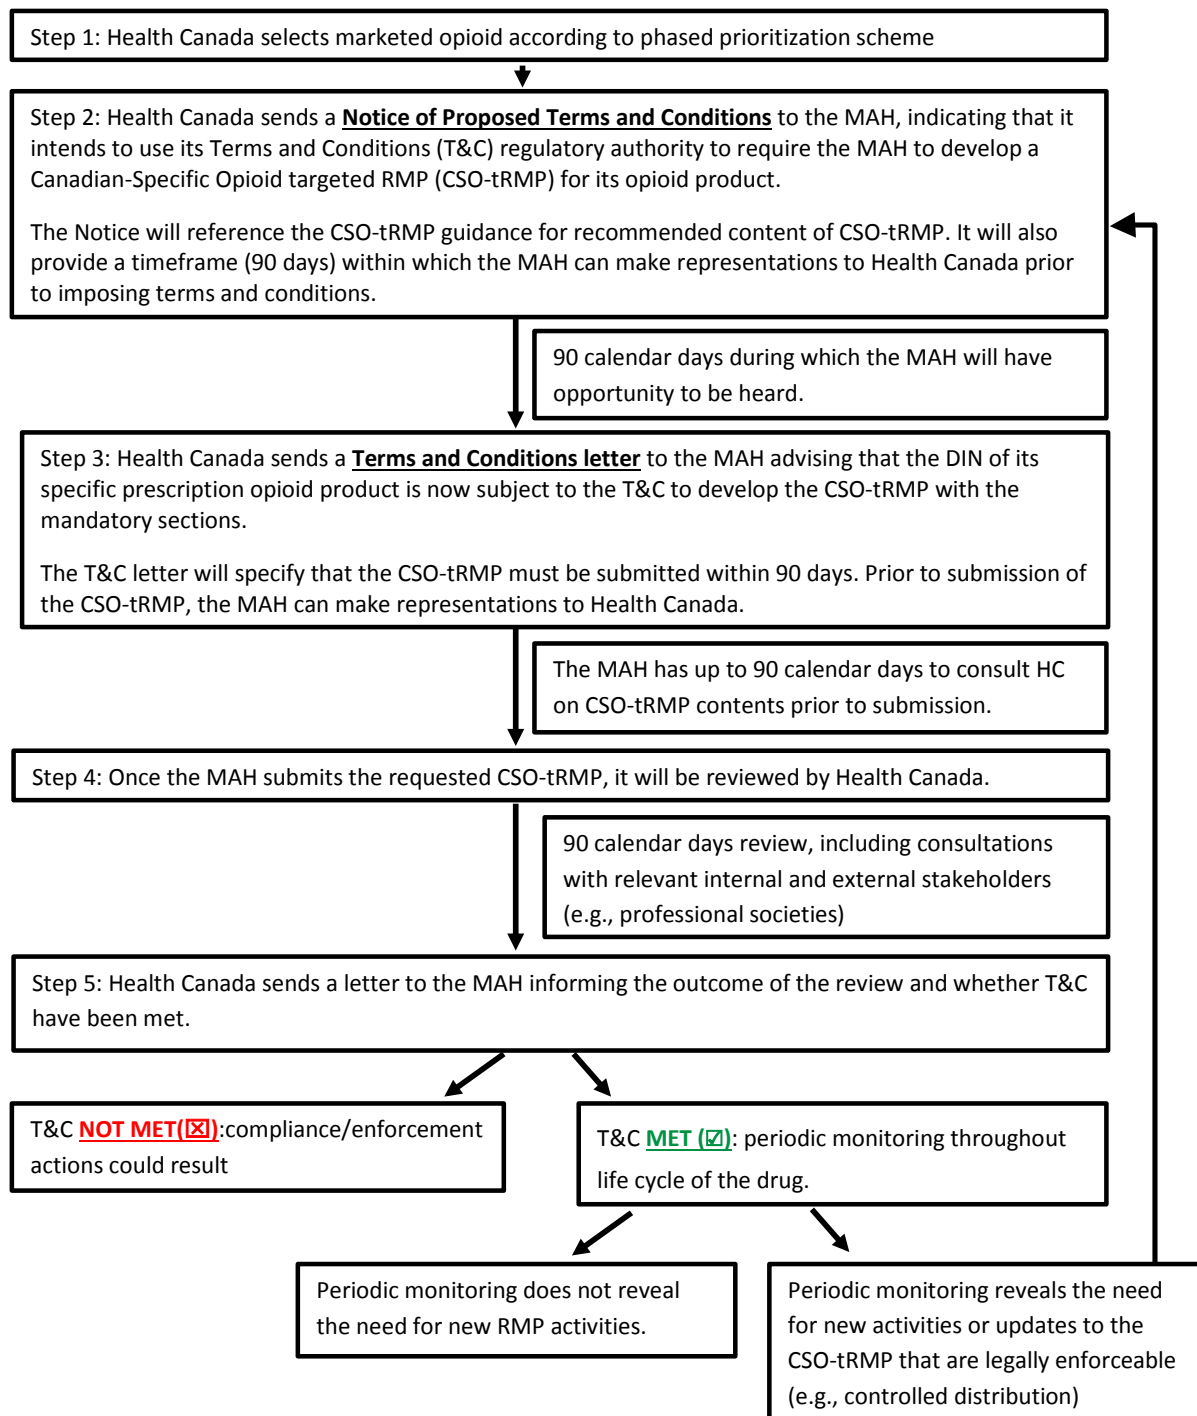 Step 1: Health Canada selects marketed opioid according to phased prioritization scheme
Step 2: Health Canada sends a Notice of Proposed Terms and Conditions to the MAH, indicating that it
intends to use its Terms and Conditions (T&C) regulatory authority to require the MAH to develop a
Canadian-Specific Opioid targeted RMP (CSO-tRMP) for its opioid product.
The Notice will reference the CSO-tRMP guidance for recommended content of CSO-tRMP. It will also
provide a timeframe (90 days) within which the MAH can make representations to Health Canada prior
to imposing terms and conditions.
90 calendar days during which the MAH will have
opportunity to be heard.
Step 3: Health Canada sends a Terms and Conditions letter to the MAH advising that the DIN of its
specific prescription opioid product is now subject to the T&C to develop the CSO-tRMP with the
mandatory sections.
The T&C letter will specify that the CSO-tRMP must be submitted within 90 days. Prior to submission of
the CSO-tRMP, the MAH can make representations to Health Canada.
The MAH has up to 90 calendar days to consult HC
on CSO-tRMP contents prior to submission.
Step 4: Once the MAH submits the requested CSO-tRMP, it will be reviewed by Health Canada.
90 calendar days review, including consultations
with relevant internal and external stakeholders
(e.g., professional societies)
Step 5: Health Canada sends a letter to the MAH informing the outcome of the review and whether T&C
have been met.
T&C NOT MET(☒):compliance/enforcement
actions could result
T&C MET (☑): periodic monitoring throughout
life cycle of the drug.
Periodic monitoring does not reveal
the need for new RMP activities.
Periodic monitoring reveals the need
for new activities or updates to the
CSO-tRMP that are legally enforceable
(e.g., controlled distribution)